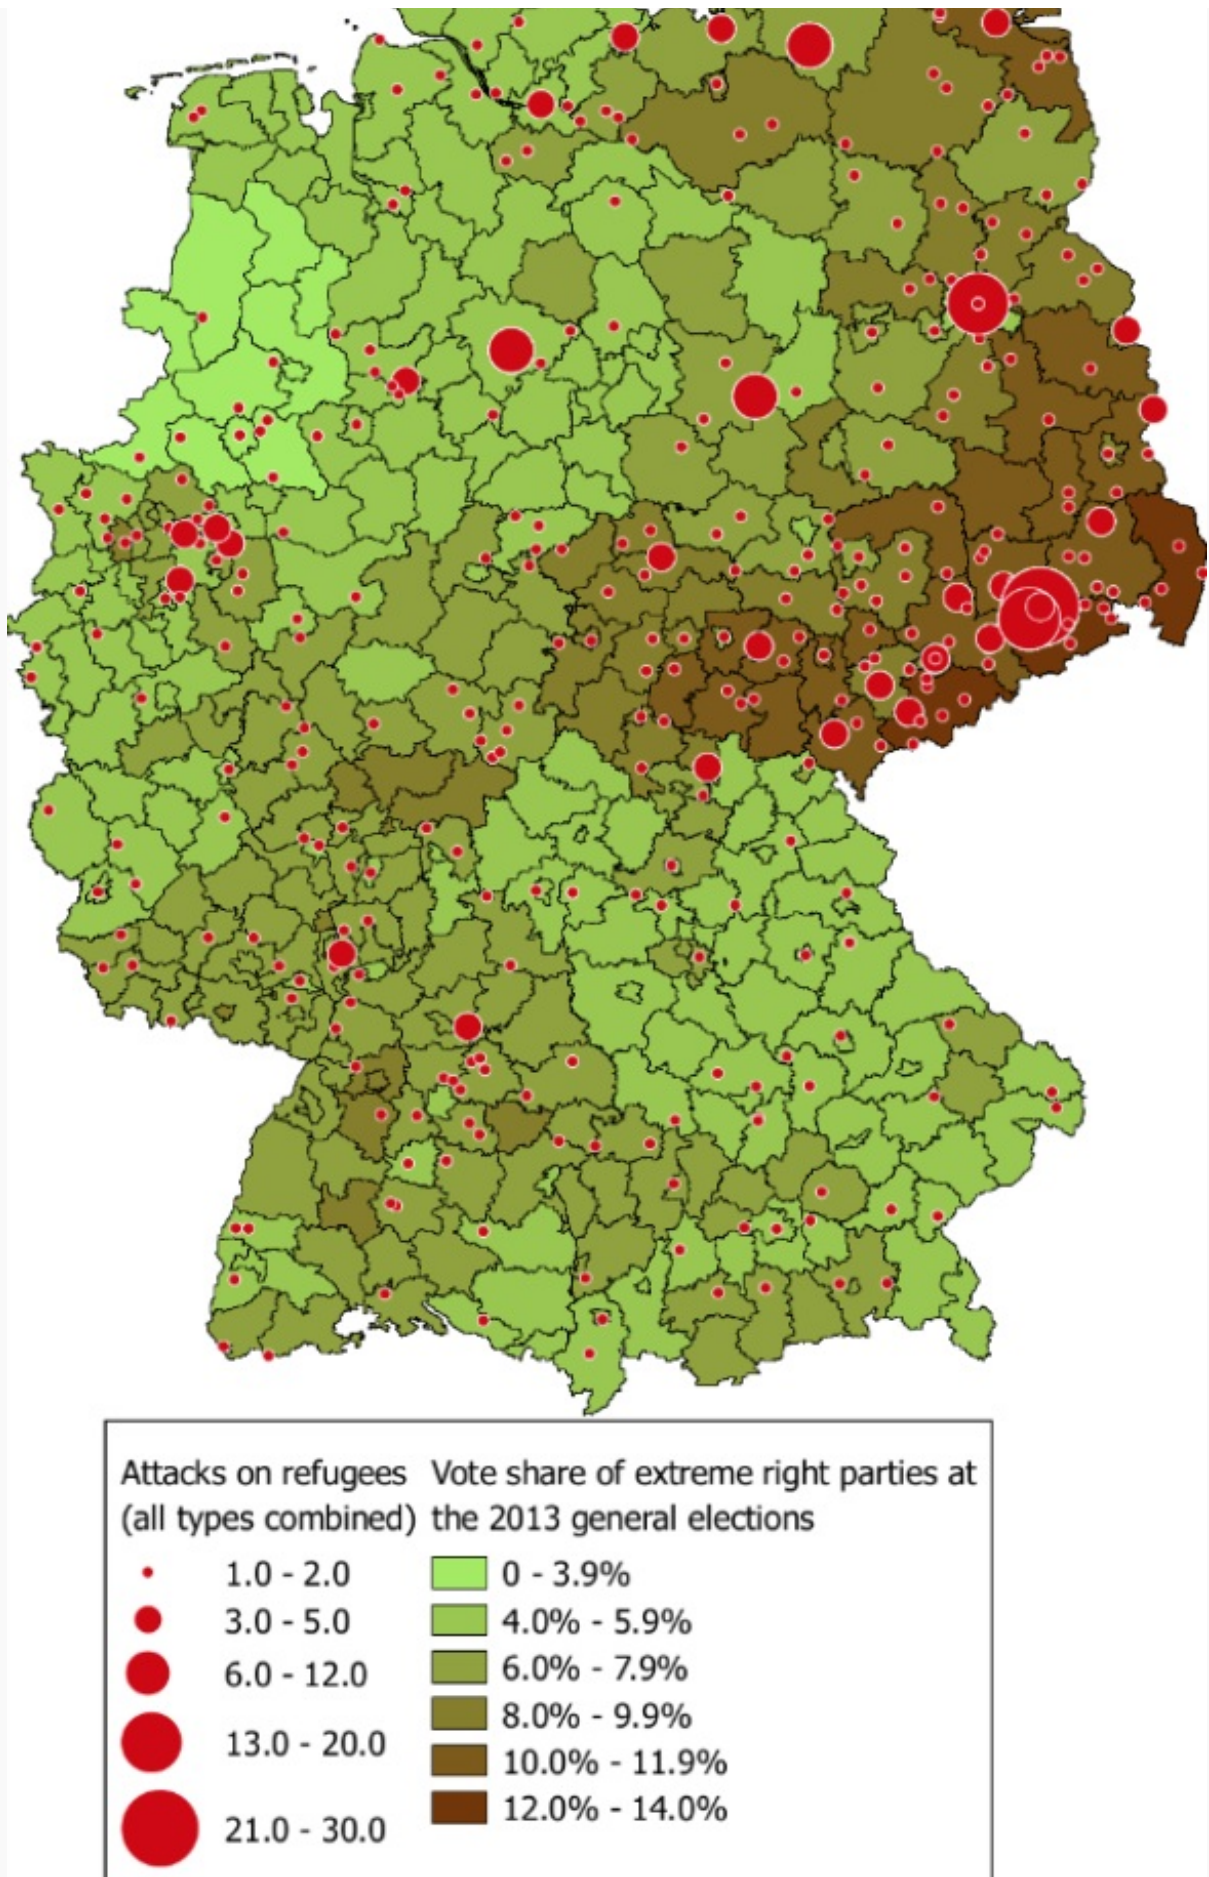 Attacks on refugees
(all types combined)
1.0 - 2.0
3.0 - 5.0
6.0 - 12.0
13.0 - 20.0
21.0 - 30.0
Vote share of extreme right parties at
the 2013 general elections
0 - 3.9%
4.0% - 5.9%
6.0% - 7.9%
8.0% - 9.9%
10.0% - 11.9%
12.0% - 14.0%